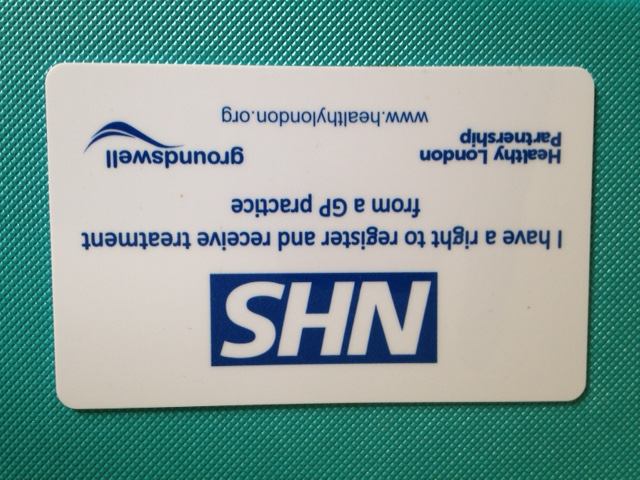 NHS
I have a right to register and receive treatment
from a GP practice
Healthy London
Partnership
groundswell
www.healthylondon.org